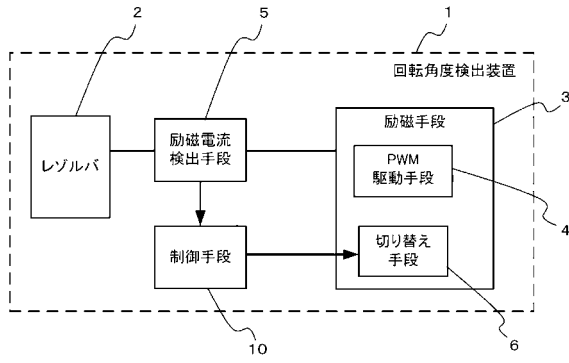 2
5
1
回転角度検出装置
3
レゾルバ
励磁電流
検出手段
励磁手段
PWM
駆動手段
4
制御手段
切り替え
手段
10
6